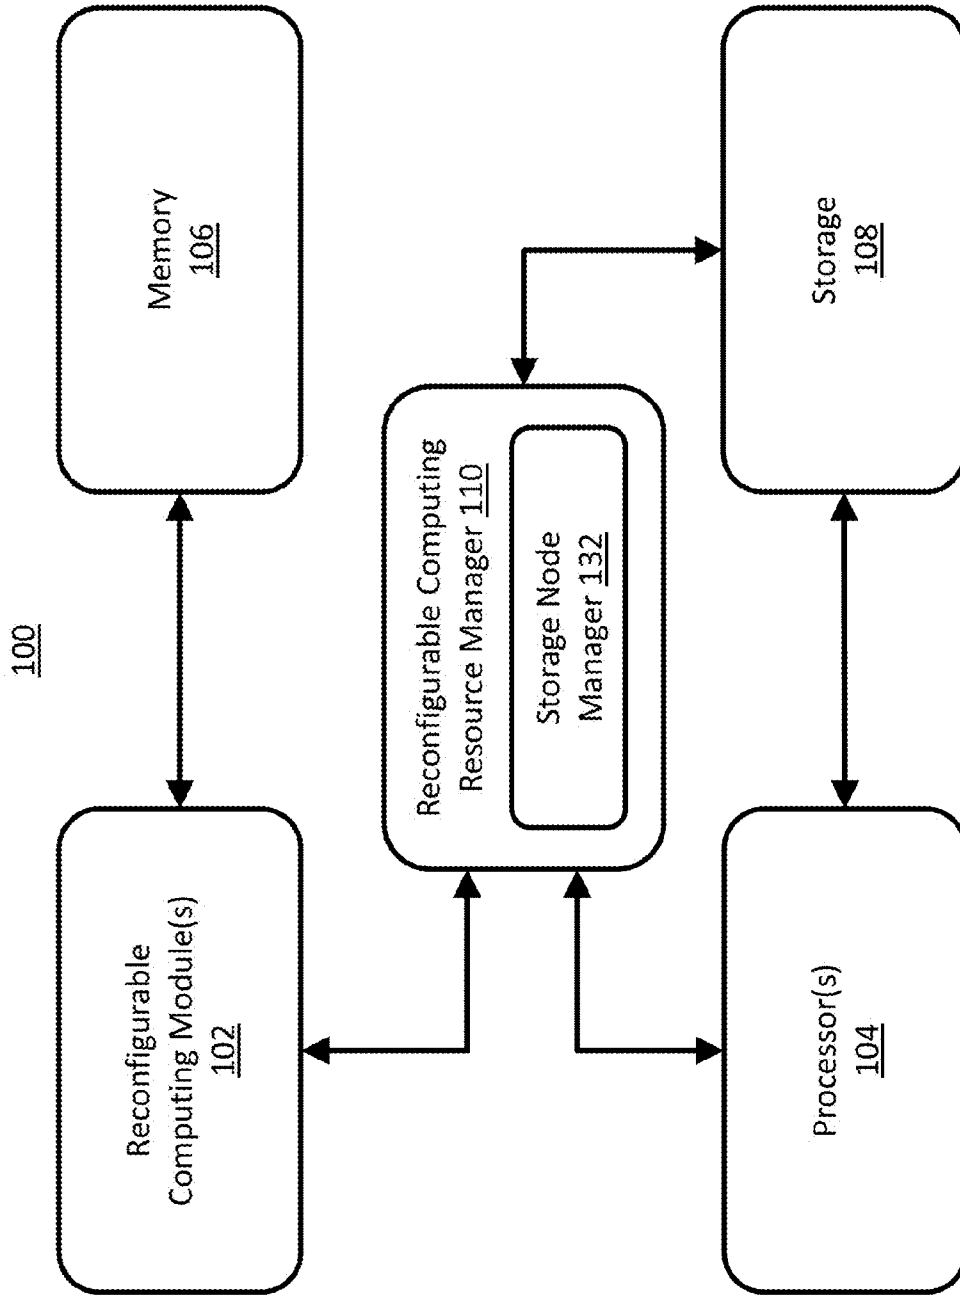 100
Reconfigurable
Computing Module(s)
102
Memory
106
Reconfigurable Computing
Resource Manager 110
Storage Node
Manager 132
Processor(s)
104
Storage
108